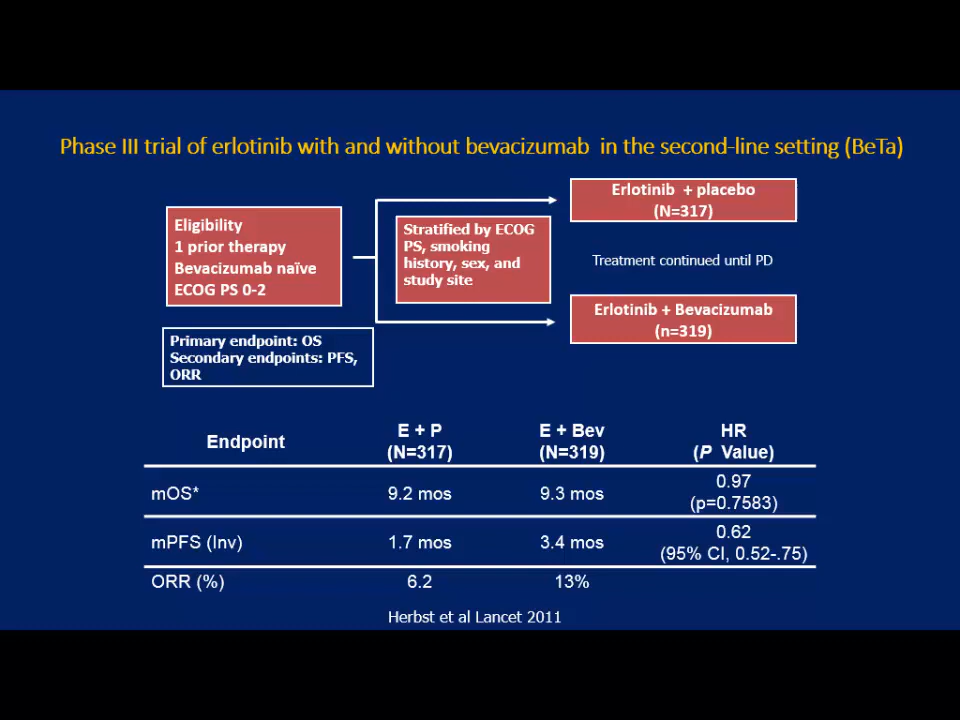 Phase III trial of erlotinib with and without bevacizumab in the second-line setting (BeTa)
Eligibility
1 prior therapy
Bevacizumab naïve
ECOG PS 0-2
Stratified by ECOG
PS, smoking
history, sex, and
study site
Erlotinib + placebo
(N=317)
Treatment continued until PD
Erlotinib + Bevacizumab
(n=319)
Primary endpoint: OS
Secondary endpoints: PFS,
ORR
Endpoint
E + P
(N=317)
E + Bev
(N=319)
HR
(P Value)
mOS*
9.2 mos
9.3 mos
0.97
(p=0.7583)
mPFS (Inv)
1.7 mos
3.4 mos
0.62
(95% CI, 0.52-.75)
ORR (%)
6.2
13%
Herbst et al Lancet 2011